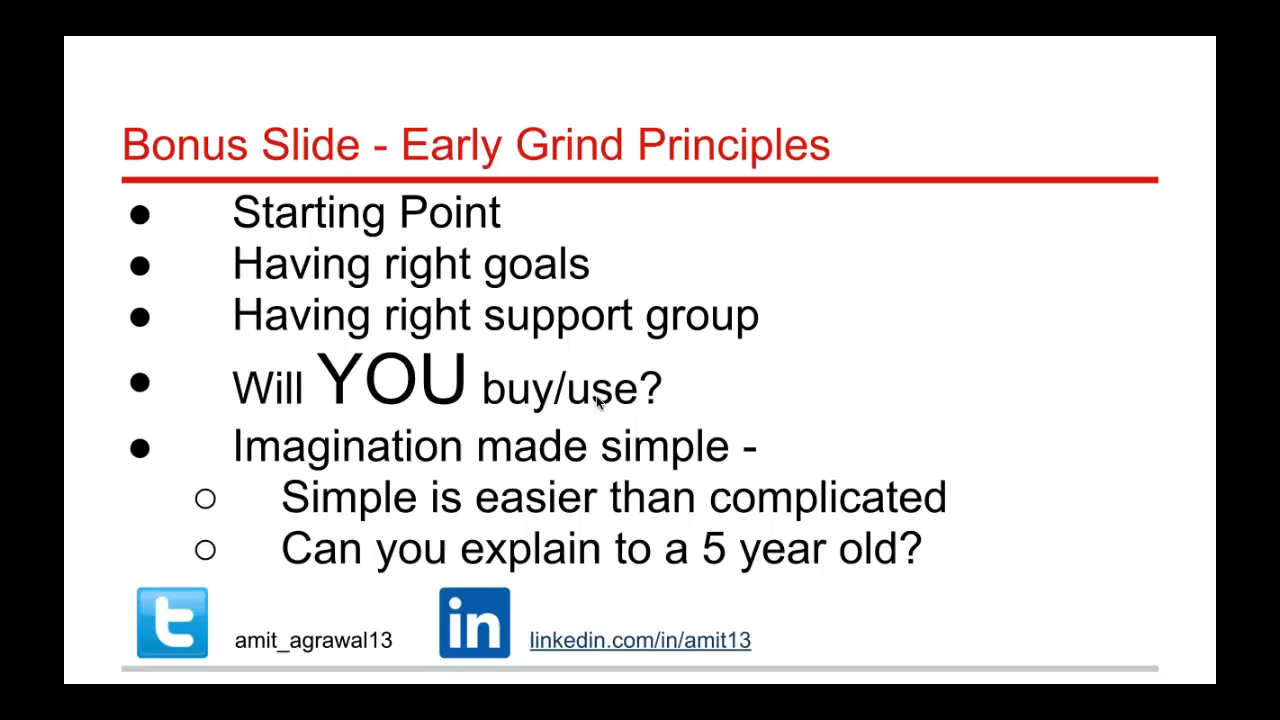 Bonus Slide - Early Grind Principles
● Starting Point
● Having right goals
● Having right support group
● Will YOU buy/use?
● Imagination made simple -
○ Simple is easier than complicated
○ Can you explain to a 5 year old?
t amit_agrawal13 in linkedin.com/in/amit13